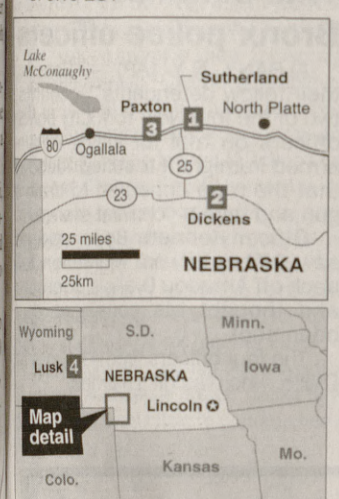 Lake
McConaughy
Sutherland
Paxton
North Platte
3
1
80
Ogallala
25
23
2
Dickens
25 miles
25km
NEBRASKA
Wyoming
S.D.
Minn.
Lusk 4
NEBRASKA
Iowa
Map
detail
Lincoln
Kansas
Mo.
Colo.